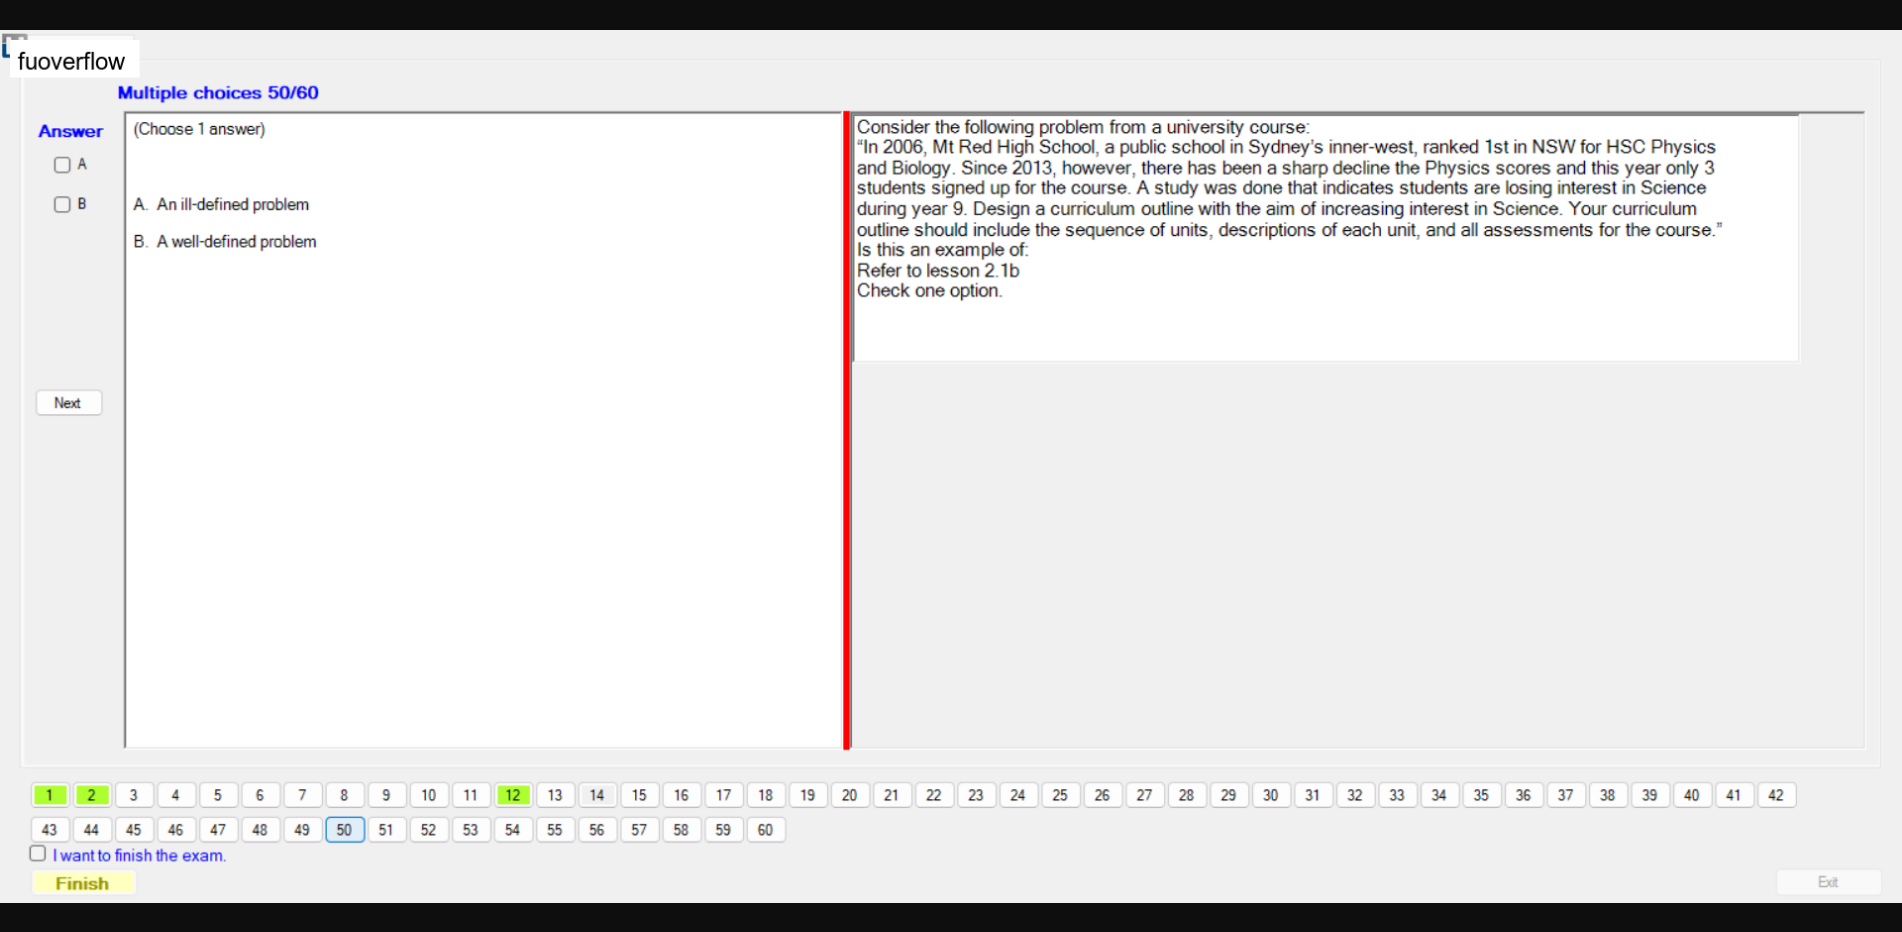 fuoverflow
Multiple choices 50/60
Answer
(Choose 1 answer)
A
B
A. An ill-defined problem
B. A well-defined problem
Next
Consider the following problem from a university course:
“In 2006, Mt Red High School, a public school in Sydney’s inner-west, ranked 1st in NSW for HSC Physics
and Biology. Since 2013, however, there has been a sharp decline the Physics scores and this year only 3
students signed up for the course. A study was done that indicates students are losing interest in Science
during year 9. Design a curriculum outline with the aim of increasing interest in Science. Your curriculum
outline should include the sequence of units, descriptions of each unit, and all assessments for the course.”
Is this an example of:
Refer to lesson 2.1b
Check one option.
1 2 3 4 5 6 7 8 9 10 11 12 13 14 15 16 17 18 19 20 21 22 23 24 25 26 27 28 29 30 31 32 33 34 35 36 37 38 39 40 41 42
43 44 45 46 47 48 49 50 51 52 53 54 55 56 57 58 59 60
I want to finish the exam.
Finish
Exit